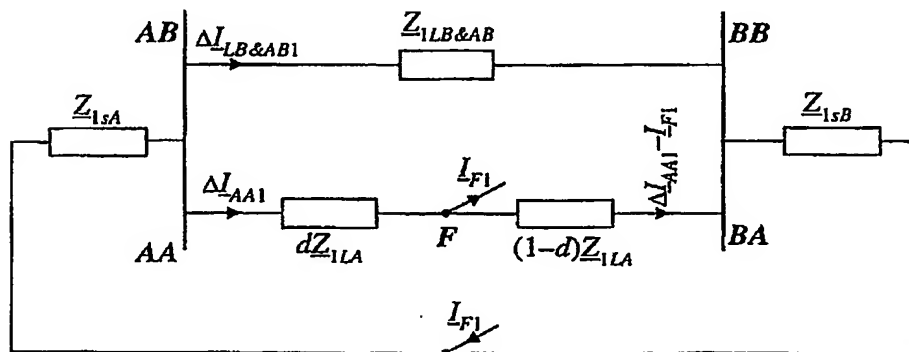 AB
ΔI_LB&AB1
Z_1LB&AB
BB
Z_1sA
Z_1sB
ΔI_AA1
I_F1
ΔI_AA1-I_F1
AA
dZ_1LA
F
(1-d)Z_1LA
BA
I_F1